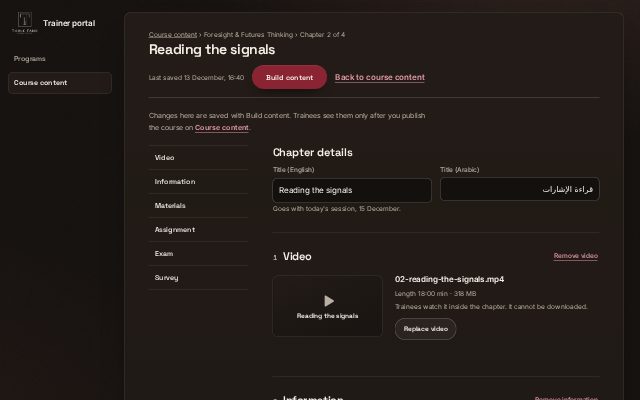 Trainer portal
Programs
Course content
Course content › Foresight & Futures Thinking › Chapter 2 of 4
Reading the signals
Last saved 13 December, 16:40
Build content
Back to course content
Changes here are saved with Build content. Trainees see them only after you publish
the course on Course content.
Video
Information
Materials
Assignment
Exam
Survey
Chapter details
Title (English)
Title (Arabic)
Reading the signals
قراءة الإشارات
Goes with today's session, 15 December.
1 Video
Remove video
Reading the signals
02-reading-the-signals.mp4
Length 18:00 min · 318 MB
Trainees watch it inside the chapter. It cannot be downloaded.
Replace video
Information
Remove information